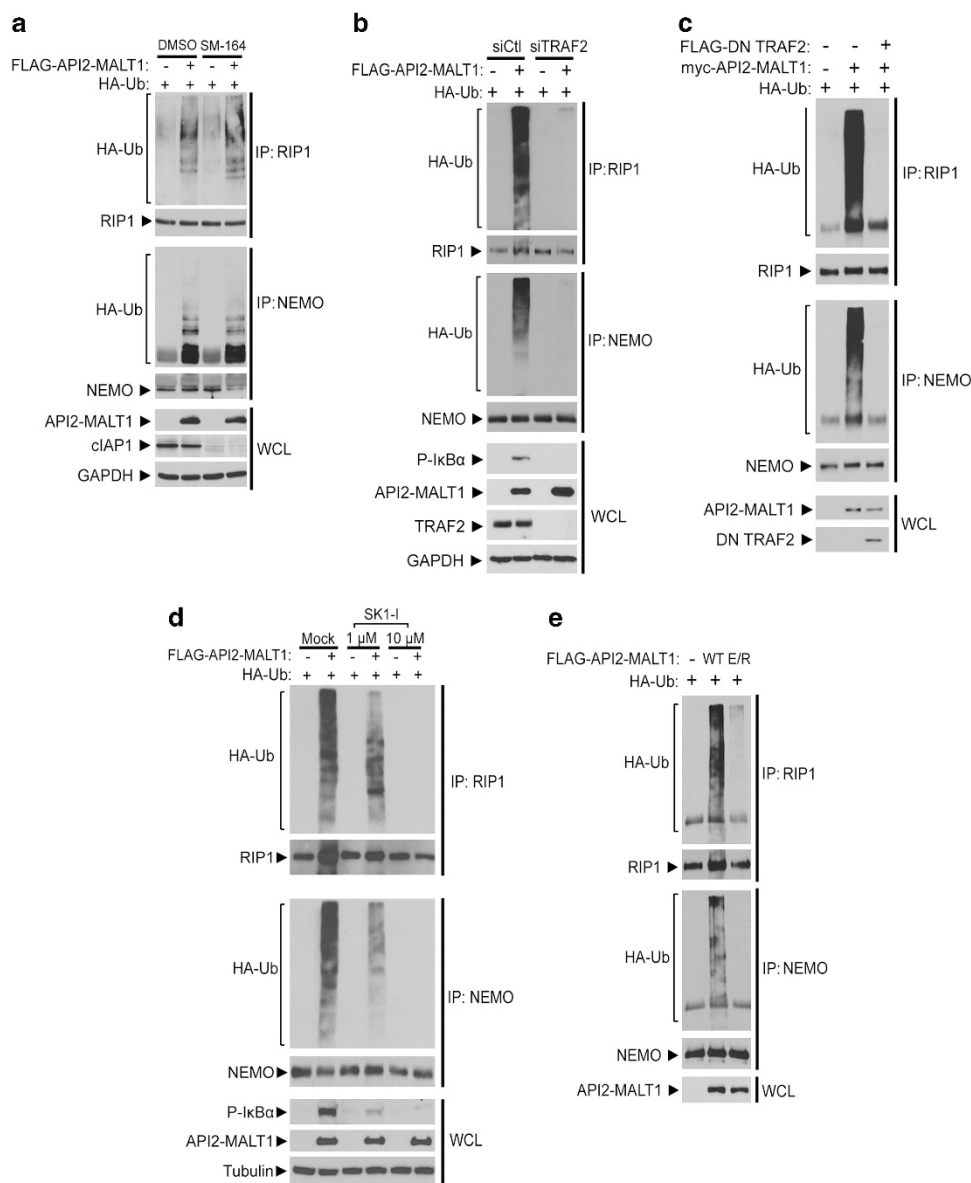 a
DMSO SM-164
FLAG-API2-MALT1: - + - +
HA-Ub: + + + +
HA-Ub
IP: RIP1
RIP1
HA-Ub
IP: NEMO
NEMO
API2-MALT1
cIAP1
WCL
GAPDH
b
siCtl siTRAF2
FLAG-API2-MALT1: - + - +
HA-Ub: + + + +
HA-Ub
IP: RIP1
RIP1
HA-Ub
IP: NEMO
NEMO
P-IκBα
API2-MALT1
WCL
TRAF2
GAPDH
c
FLAG-DN TRAF2: - - +
myc-API2-MALT1: - + +
HA-Ub: + + +
HA-Ub
IP: RIP1
RIP1
HA-Ub
IP: NEMO
NEMO
API2-MALT1
WCL
DN TRAF2
d
SK1-I
Mock 1 µM 10 µM
FLAG-API2-MALT1: - + - + - +
HA-Ub: + + + + + +
HA-Ub
IP: RIP1
RIP1
HA-Ub
IP: NEMO
NEMO
P-IκBα
API2-MALT1
WCL
Tubulin
e
FLAG-API2-MALT1: - WT E/R
HA-Ub: + + +
HA-Ub
IP: RIP1
RIP1
HA-Ub
IP: NEMO
NEMO
API2-MALT1
WCL